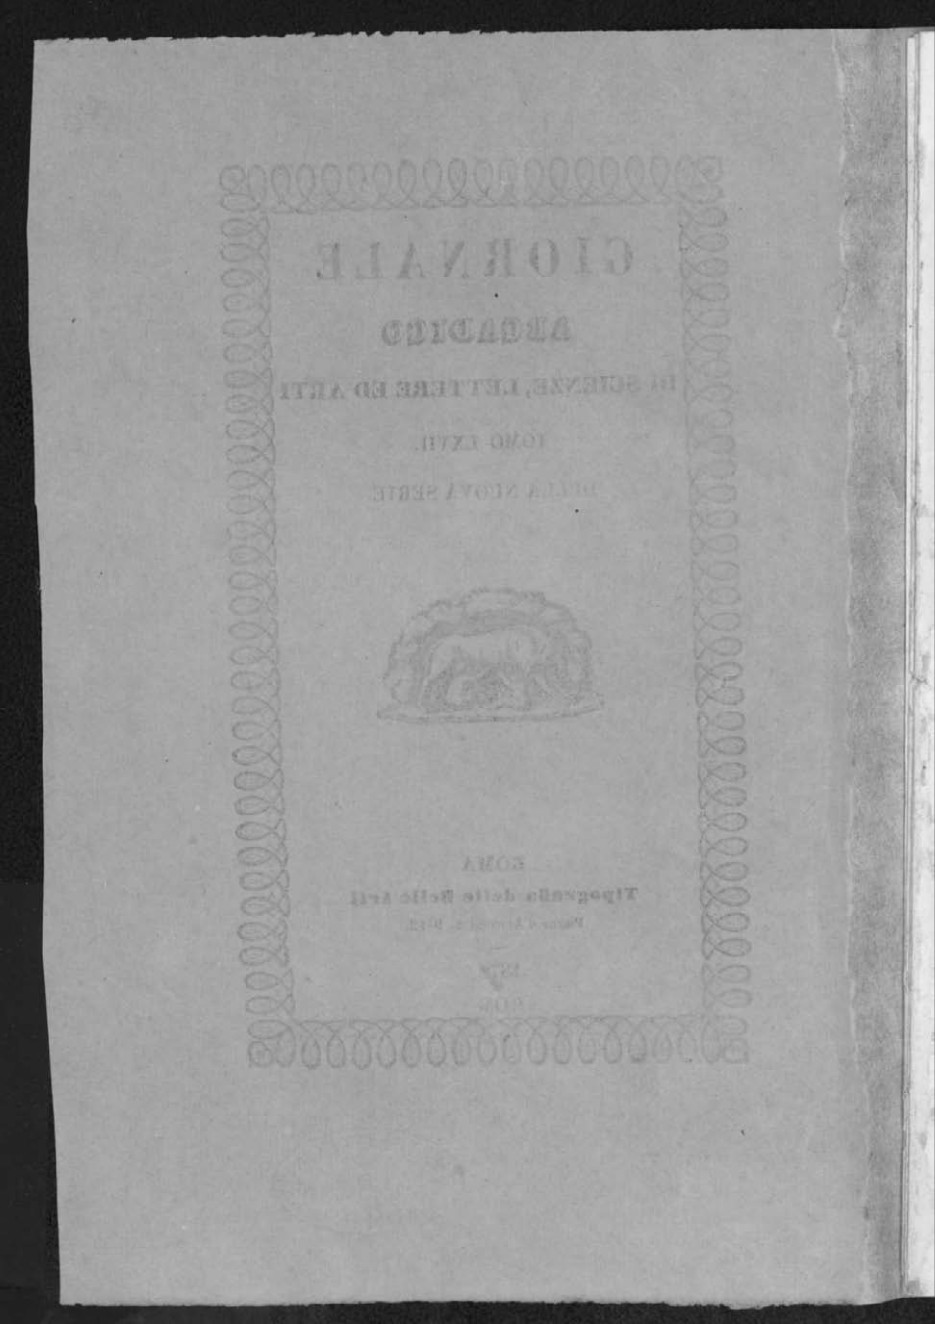 GIORNALE
ARCADICO
DI SCIENZE, LETTERE ED ARTI
TOMO LXVII.
DELLA NUOVA SERIE
ROMA
Tipografia delle Belle Arti